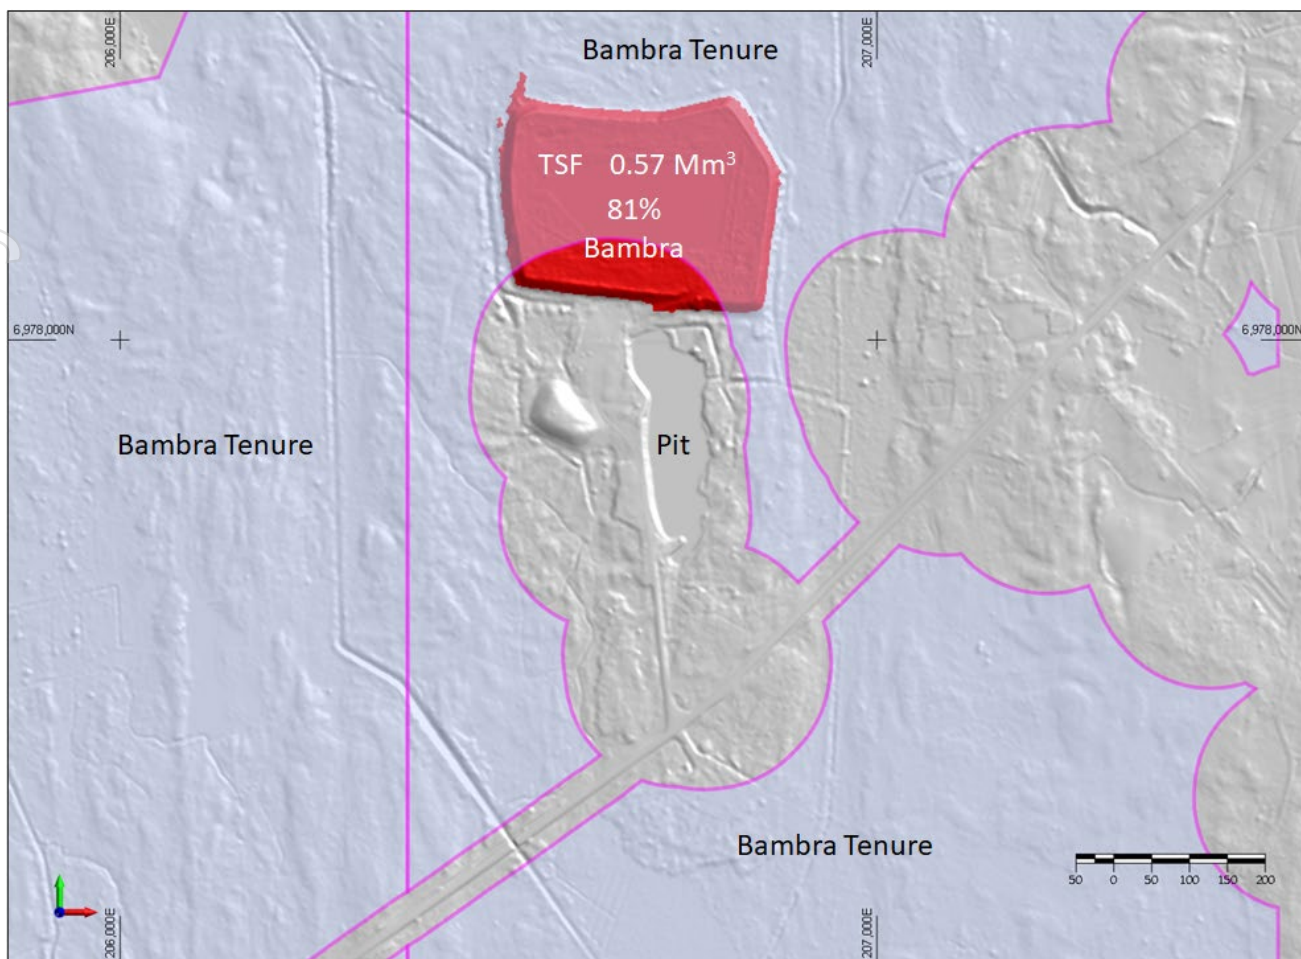 206,000E
207,000E
Bambra Tenure
TSF 0.57 Mm³
81%
Bambra
6,978,000N
6,978,000N
Bambra Tenure
Pit
Bambra Tenure
50 0 50 100 150 200
206,000E
207,000E